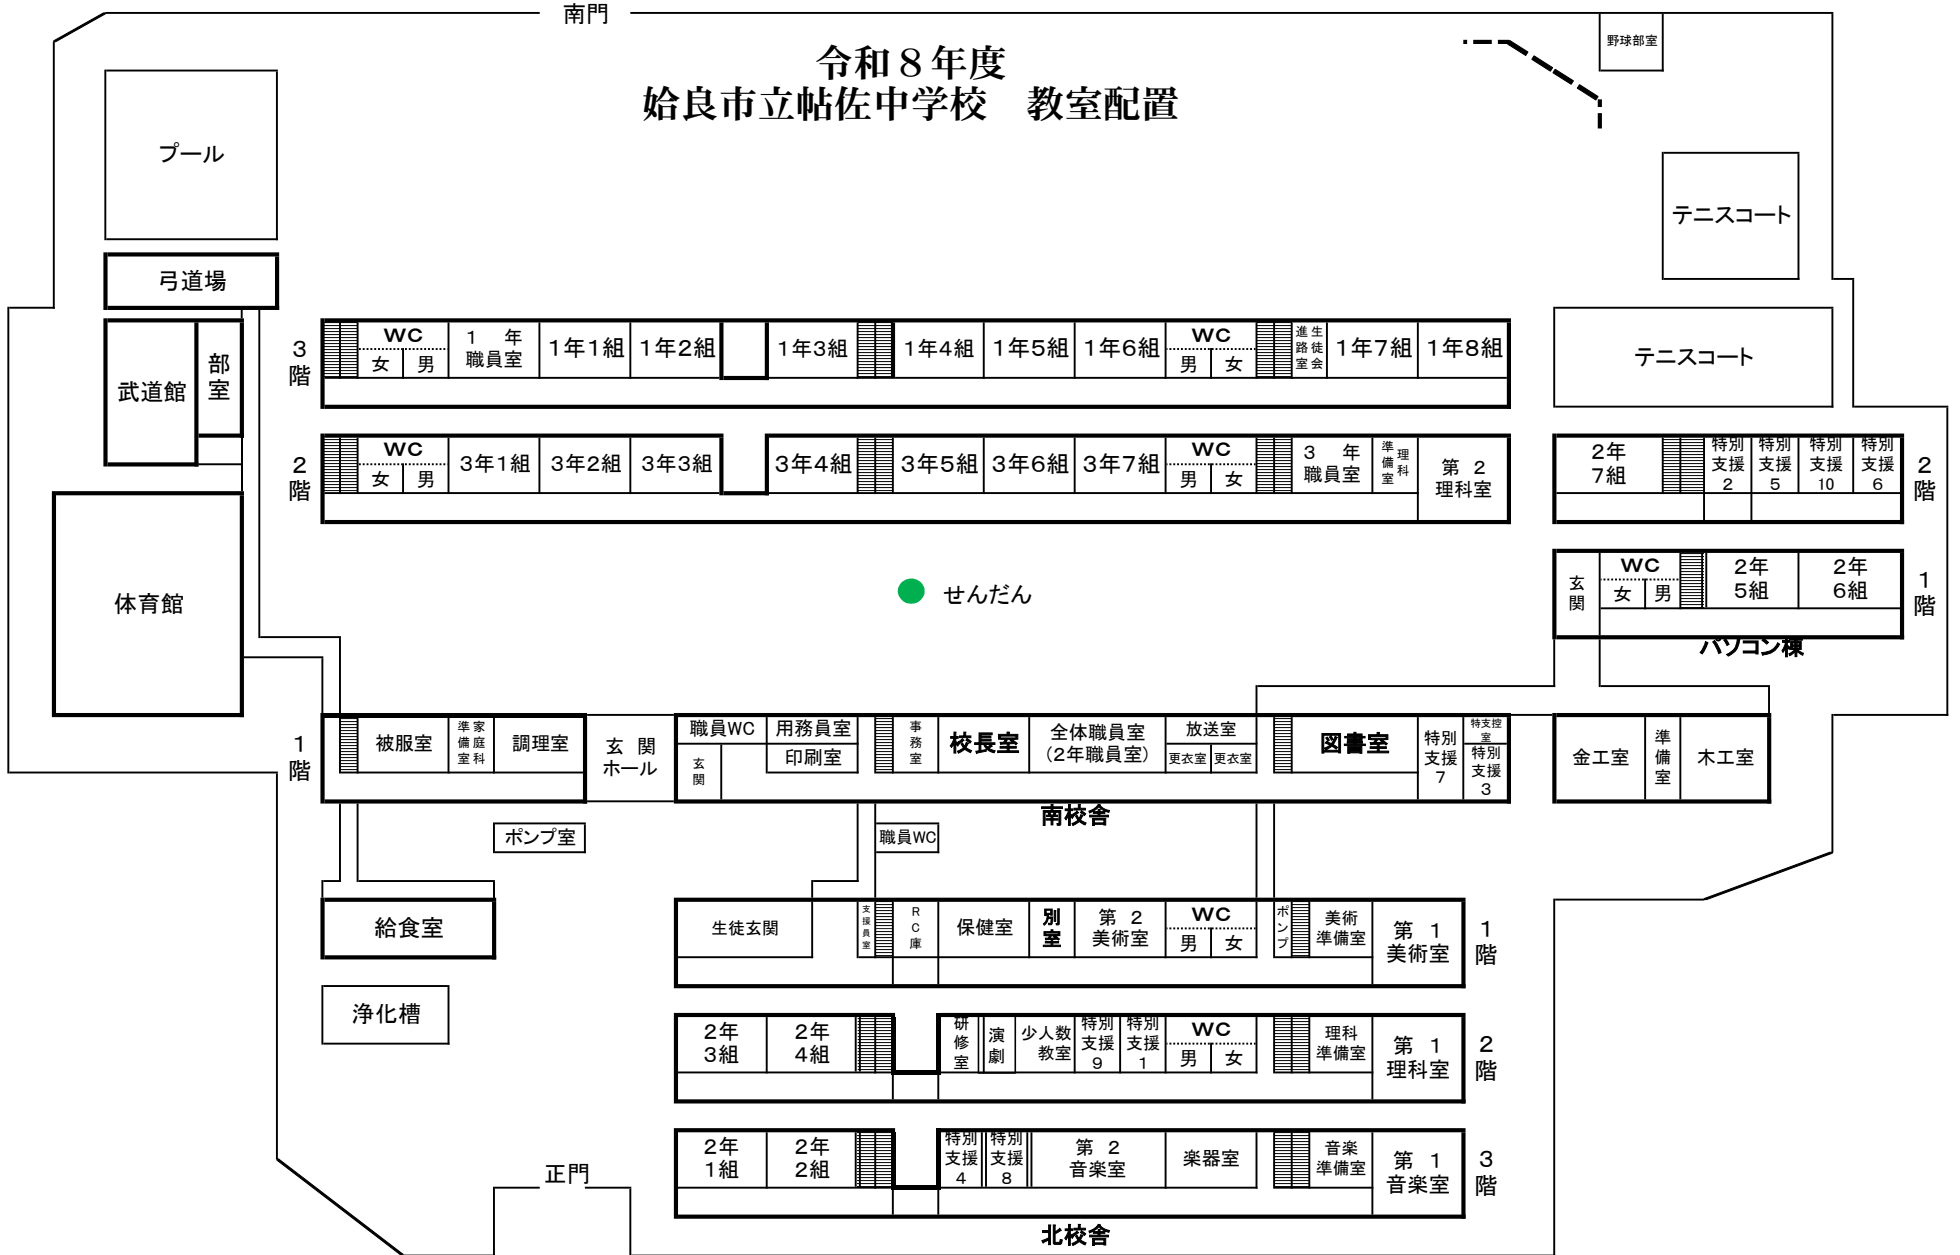 南門
令和８年度
姶良市立帖佐中学校　教室配置
野球部室
プール
テニスコート
弓道場
武道館
部室
テニスコート
3階
WC
女 男
1　年
職員室
1年1組
1年2組
1年3組
1年4組
1年5組
1年6組
WC
男 女
生徒会
進路室
1年7組
1年8組
2階
WC
女 男
3年1組
3年2組
3年3組
3年4組
3年5組
3年6組
3年7組
WC
男 女
3　年
職員室
理科
準備室
第 2
理科室
2年
7組
特別
支援
2
特別
支援
5
特別
支援
10
特別
支援
6
2階
体育館
せんだん
玄関
WC
女 男
2年
5組
2年
6組
1階
パソコン棟
1階
被服室
家庭科
準備室
調理室
玄 関
ホール
職員WC
玄関
用務員室
印刷室
事務室
校長室
全体職員室
(2年職員室)
放送室
更衣室 更衣室
図書室
特別
支援
7
特支控室
特別
支援
3
金工室
準備室
木工室
南校舎
ポンプ室
職員WC
給食室
浄化槽
生徒玄関
支援員室
RC庫
保健室
別室
第 2
美術室
WC
男 女
ポンプ
美術
準備室
第 1
美術室
1階
2年
3組
2年
4組
研修室
演劇
少人数
教室
特別
支援
9
特別
支援
1
WC
男 女
理科
準備室
第 1
理科室
2階
2年
1組
2年
2組
特別
支援
4
特別
支援
8
第 2
音楽室
楽器室
音楽
準備室
第 1
音楽室
3階
正門
北校舎